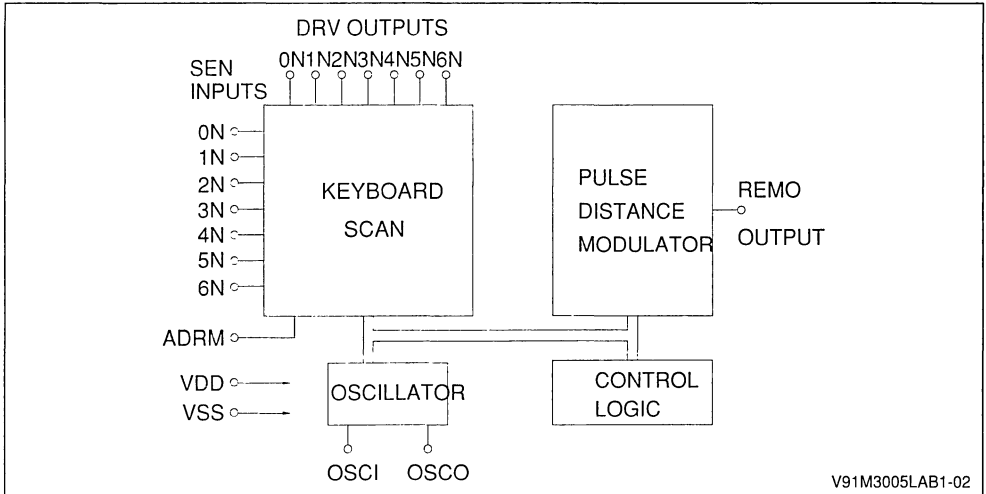 DRV OUTPUTS
0N1N2N3N4N5N6N
SEN
INPUTS
0N
1N
2N
3N
4N
5N
6N
KEYBOARD
SCAN
PULSE
DISTANCE
MODULATOR
REMO
OUTPUT
ADRM
VDD
VSS
OSCILLATOR
CONTROL
LOGIC
OSCI OSCO
V91M3005LAB1-02